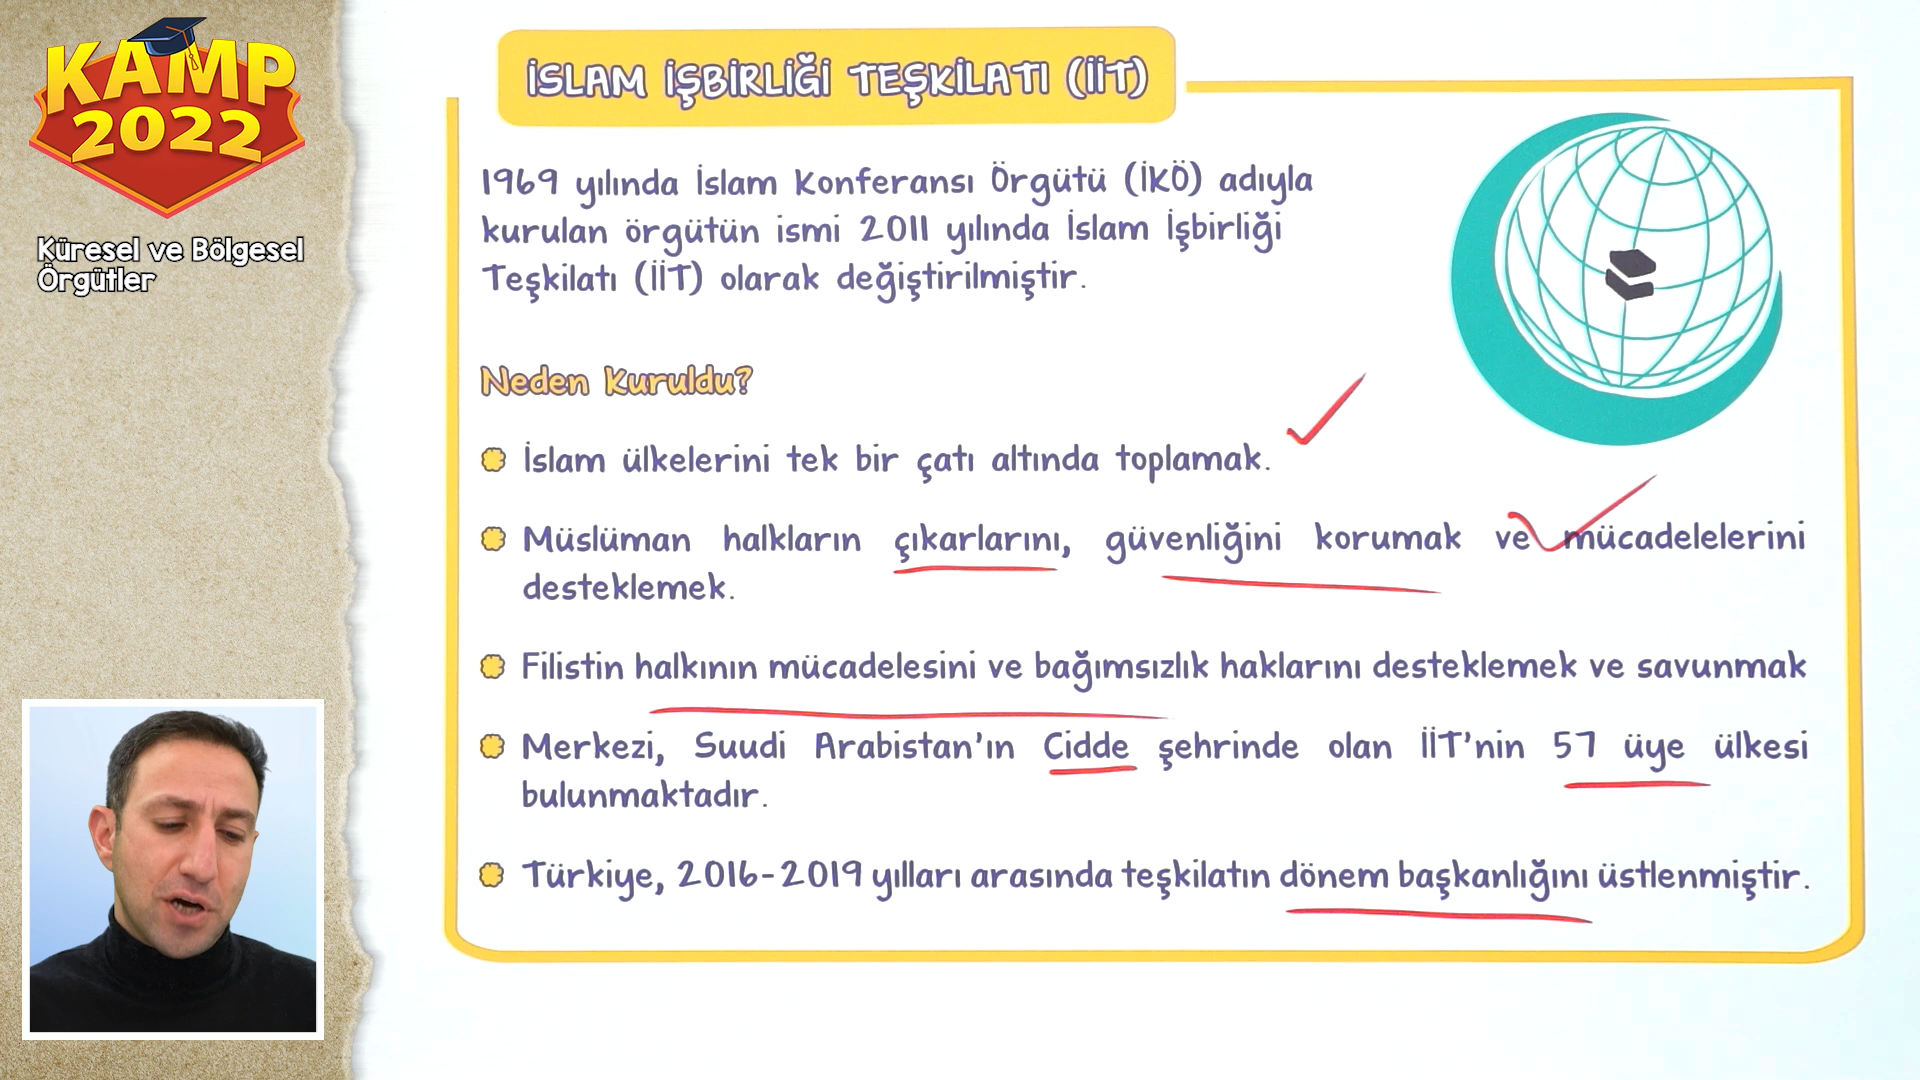 KAMP
2022
Küresel ve Bölgesel
Örgütler
İSLAM İŞBİRLİĞİ TEŞKİLATI (İİT)
1969 yılında İslam Konferansı Örgütü (İKÖ) adıyla
kurulan örgütün ismi 2011 yılında İslam İşbirliği
Teşkilatı (İİT) olarak değiştirilmiştir.
Neden Kuruldu?
İslam ülkelerini tek bir çatı altında toplamak.
Müslüman halkların çıkarlarını, güvenliğini korumak ve mücadelelerini
desteklemek.
Filistin halkının mücadelesini ve bağımsızlık haklarını desteklemek ve savunmak
Merkezi, Suudi Arabistan'ın Cidde şehrinde olan İİT'nin 57 üye ülkesi
bulunmaktadır.
Türkiye, 2016-2019 yılları arasında teşkilatın dönem başkanlığını üstlenmiştir.